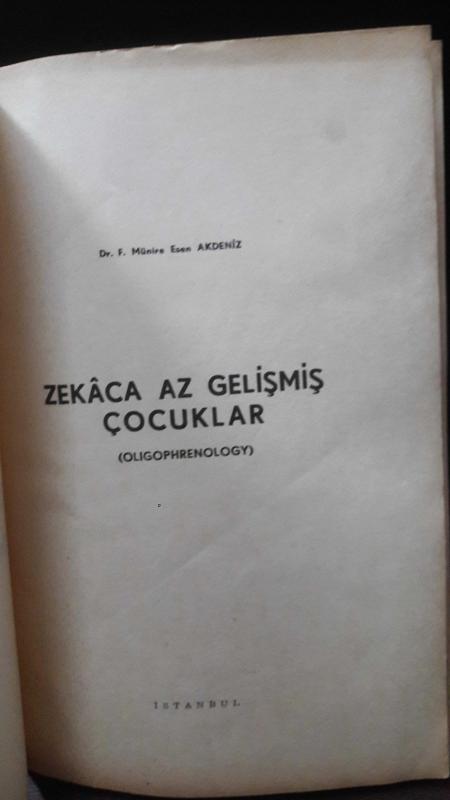 Dr. F. Münire Esen AKDENİZ
ZEKÂCA AZ GELİŞMİŞ
ÇOCUKLAR
(OLIGOPHRENOLOGY)
İSTANBUL